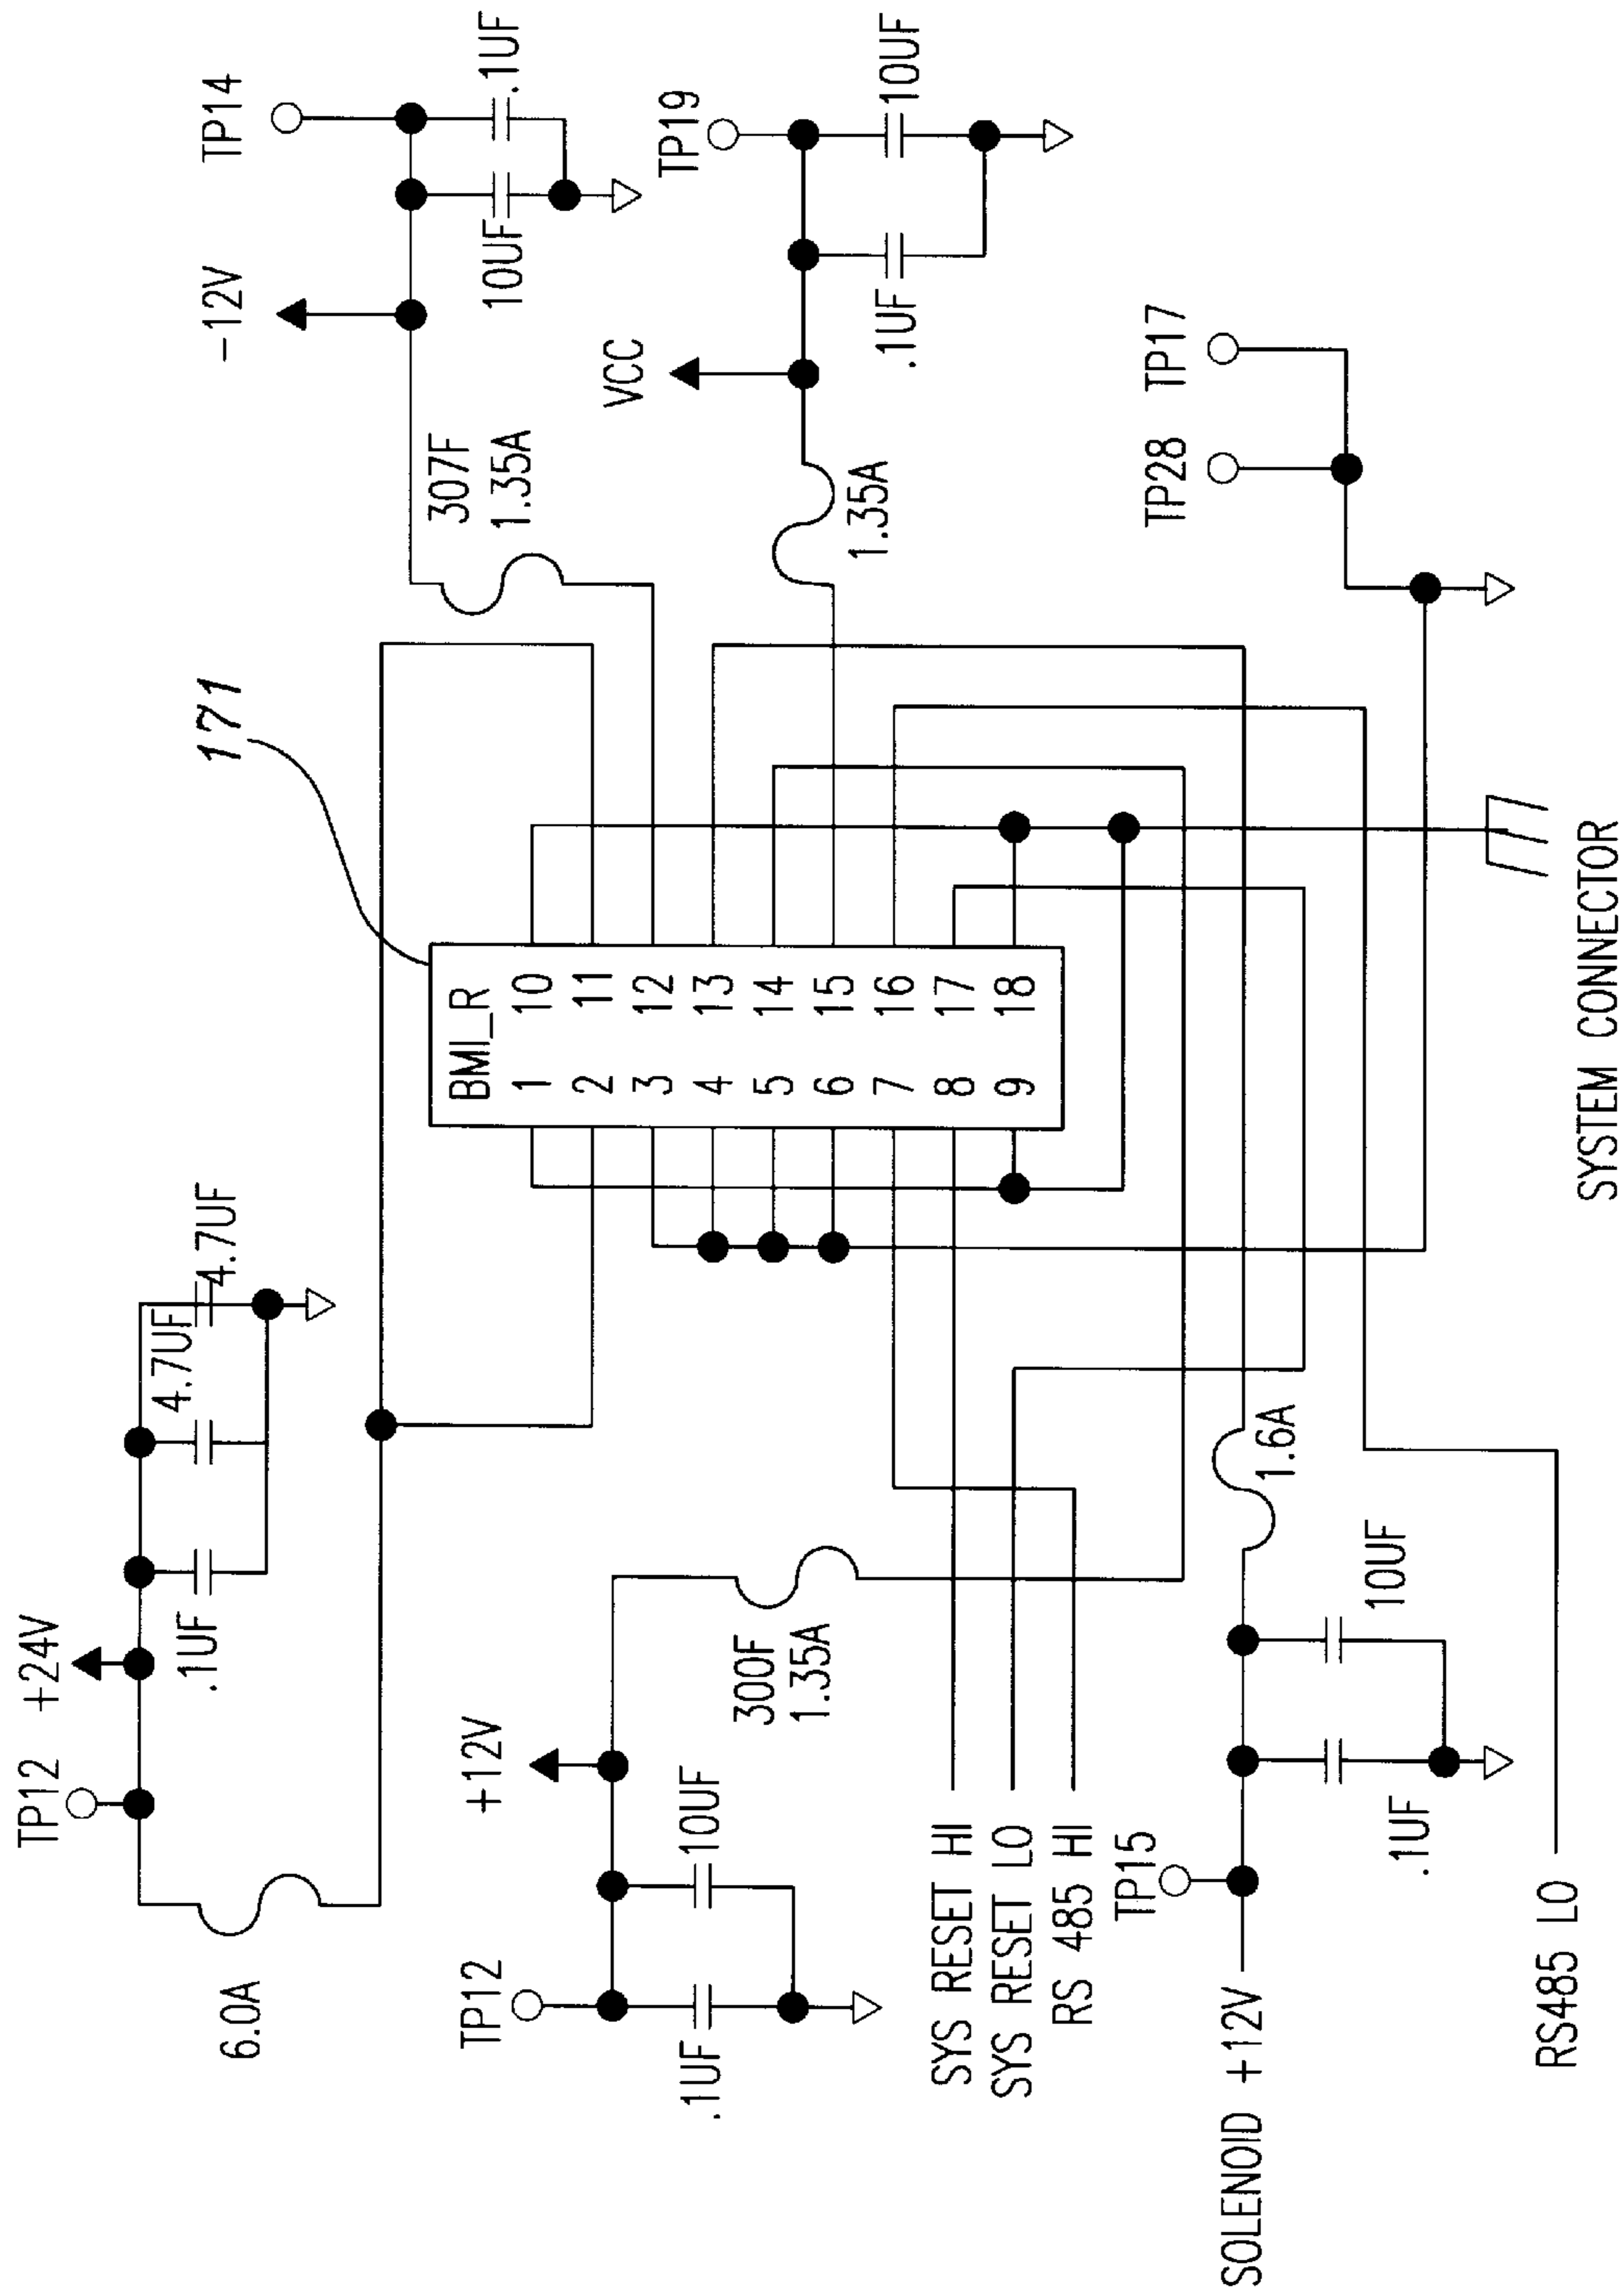 TP12
+24V
.1UF
4.7UF
4.7UF
6.0A
171
-12V
TP14
10UF
.1UF
307F
1.35A
TP12
+12V
.1UF
10UF
300F
1.35A
BMI_R
1 10
2 11
3 12
4 13
5 14
6 15
7 16
8 17
9 18
VCC
TP19
.1UF
10UF
1.35A
SYS RESET HI
SYS RESET LO
RS 485 HI
TP15
SOLENOID +12V
.1UF
10UF
1.6A
RS485 LO
TP28
TP17
SYSTEM CONNECTOR